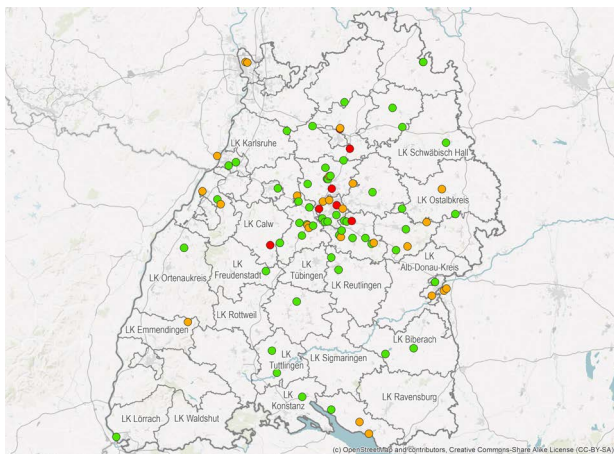 LK Karlsruhe
LK Schwäbisch Hall
LK Ostalbkreis
LK Calw
LK
Alb-Donau-Kreis
LK Ortenaukreis
LK
Freudenstadt
LK
Tübingen
LK
Reutlingen
LK Rottweil
LK Emmendingen
LK Biberach
LK
Tuttlingen
LK Sigmaringen
LK
Konstanz
LK
Ravensburg
LK Lörrach
LK Waldshut
(c) OpenStreetMap and contributors, Creative Commons-Share Alike License (CC-BY-SA)